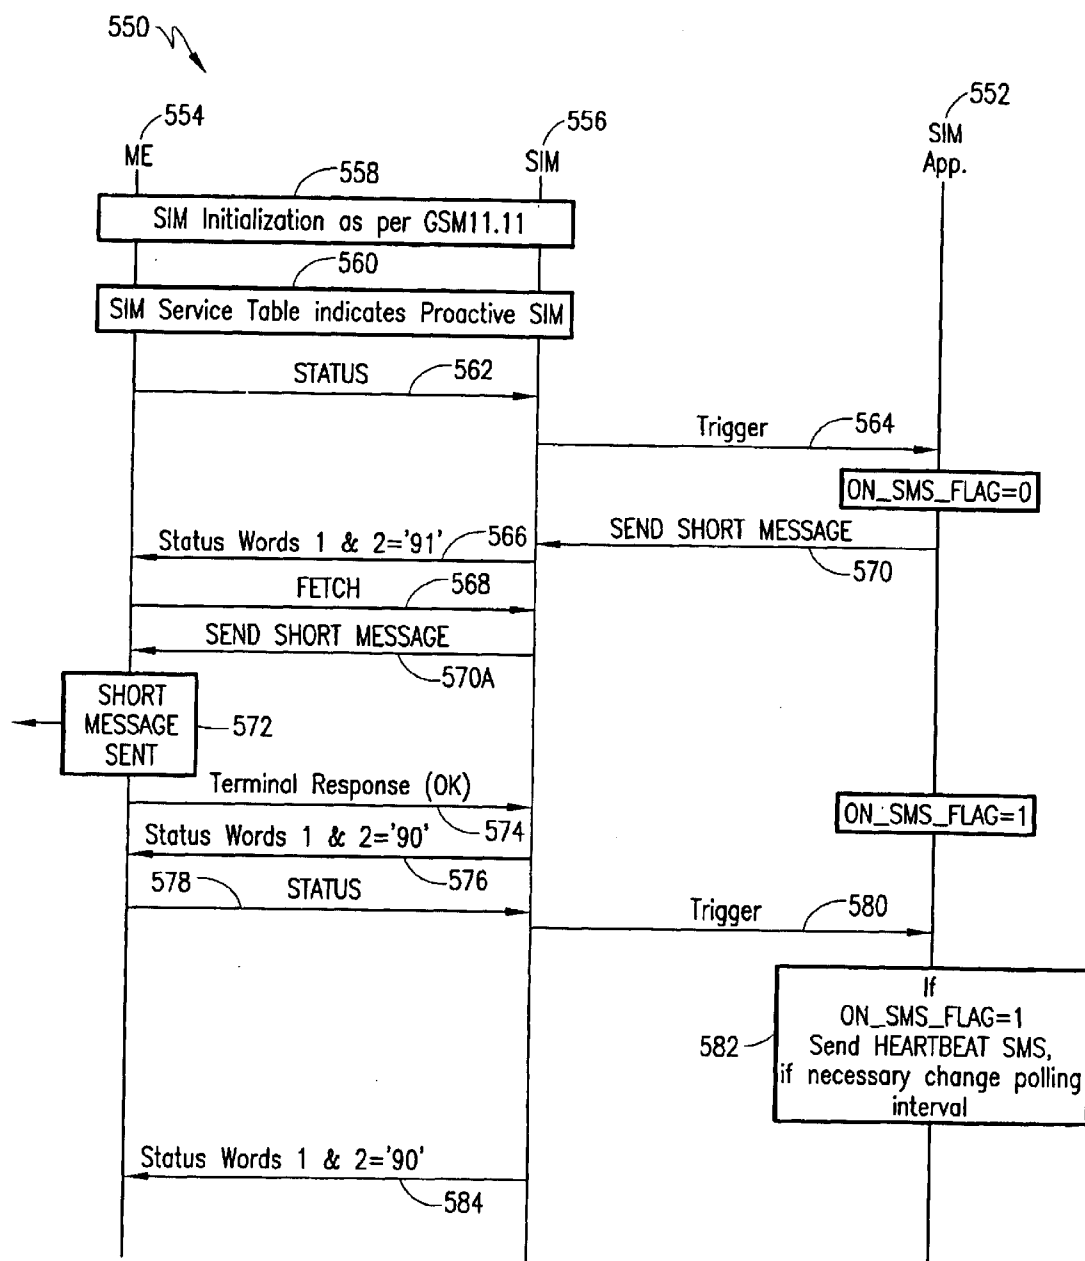 550
554
ME
556
SIM
552
SIM
App.
558
SIM Initialization as per GSM11.11
560
SIM Service Table indicates Proactive SIM
STATUS
562
Trigger
564
ON_SMS_FLAG=0
Status Words 1 & 2='91'
566
SEND SHORT MESSAGE
570
FETCH
568
SEND SHORT MESSAGE
570A
SHORT
MESSAGE
SENT
572
Terminal Response (OK)
574
ON_SMS_FLAG=1
Status Words 1 & 2='90'
576
578
STATUS
Trigger
580
If
ON_SMS_FLAG=1
Send HEARTBEAT SMS,
if necessary change polling
interval
582
Status Words 1 & 2='90'
584